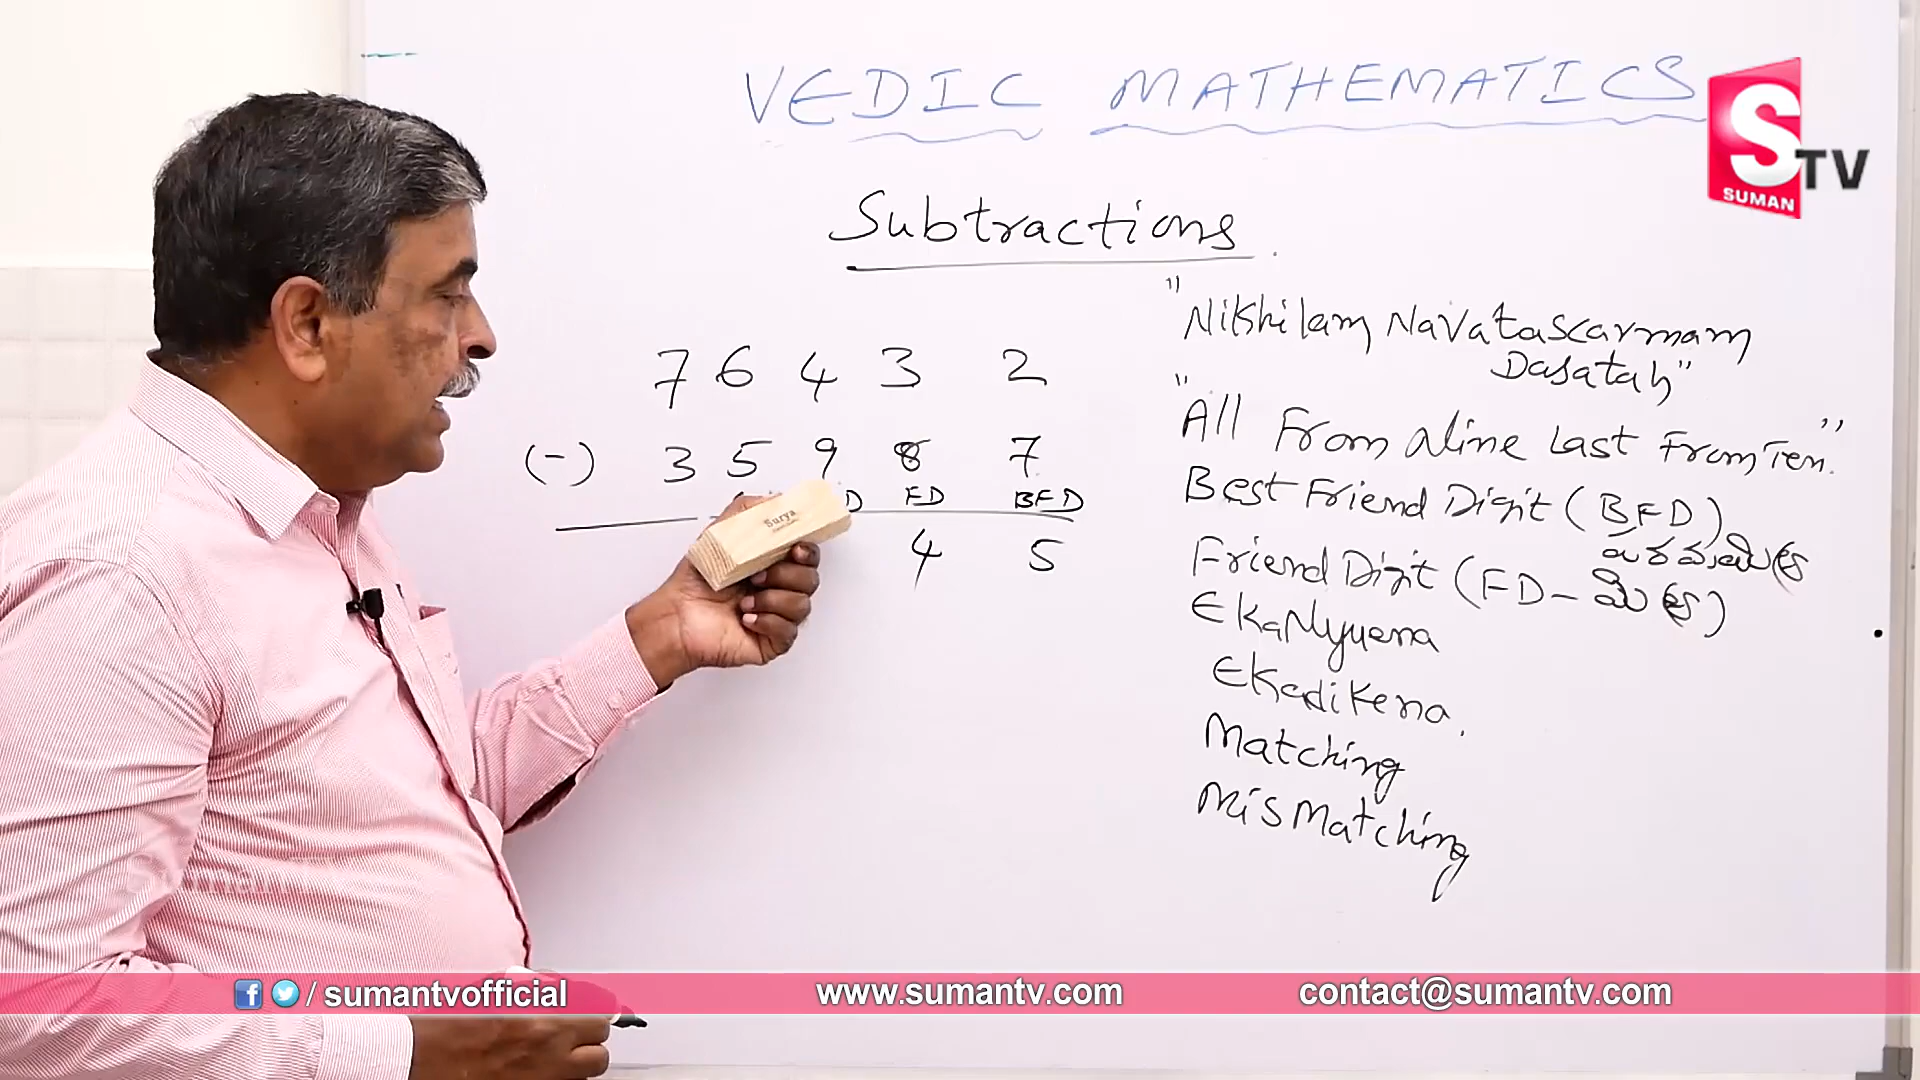 VEDIC MATHEMATICS
S TV
SUMAN
Subtractions
"Nikhilam Navatascarmam
Dasatah"
7 6 4 3 2
"All From Nine Last From Ten."
(-) 3 5 9 8 7
Best Friend Digit (BFD)
D FD BFD
Surya
4 5
Friend Digit (FD-
EkaNyuena
Ekadikena.
Matching
MisMatching
/ sumantvofficial
www.sumantv.com
contact@sumantv.com